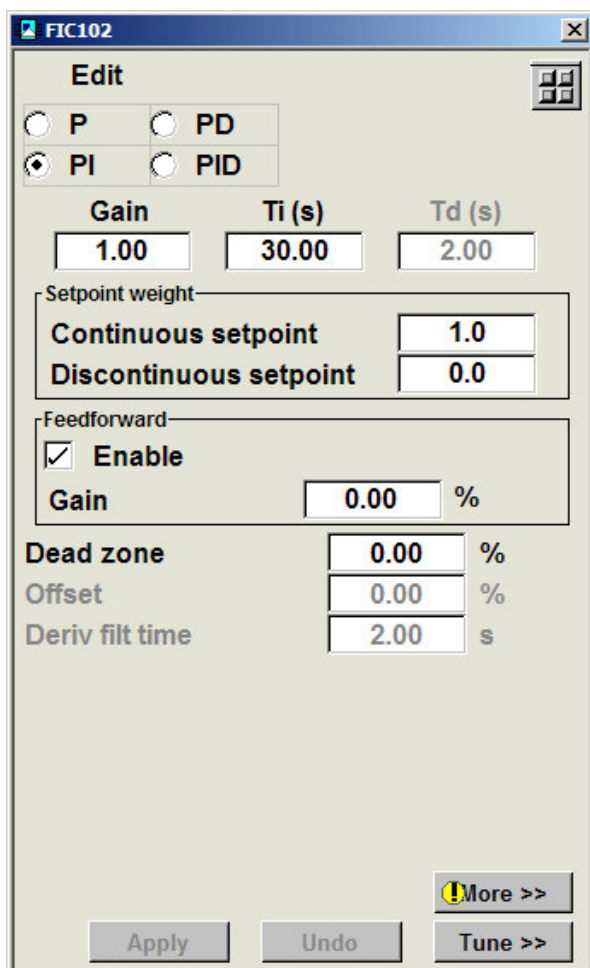 FIC102
Edit
P PD
PI PID
Gain Ti (s) Td (s)
1.00 30.00 2.00
Setpoint weight
Continuous setpoint 1.0
Discontinuous setpoint 0.0
Feedforward
Enable
Gain 0.00 %
Dead zone 0.00 %
Offset 0.00 %
Deriv filt time 2.00 s
More >>
Apply Undo Tune >>